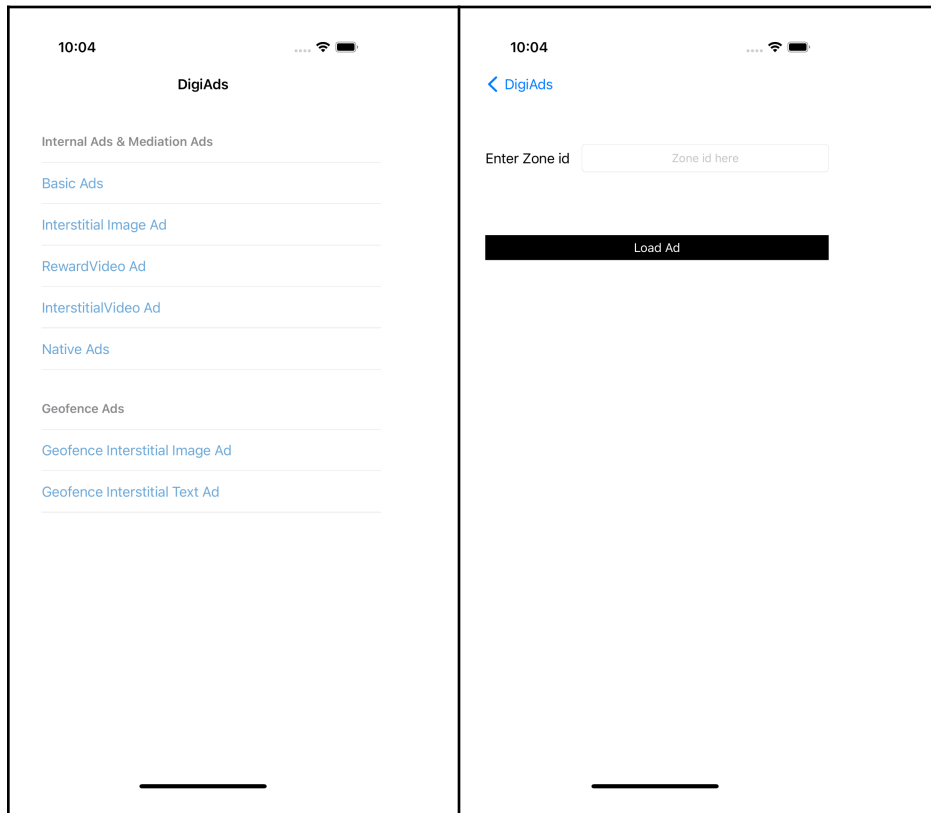 10:04
DigiAds
Internal Ads & Mediation Ads
Basic Ads
Interstitial Image Ad
RewardVideo Ad
InterstitialVideo Ad
Native Ads
Geofence Ads
Geofence Interstitial Image Ad
Geofence Interstitial Text Ad
10:04
DigiAds
Enter Zone id Zone id here
Load Ad